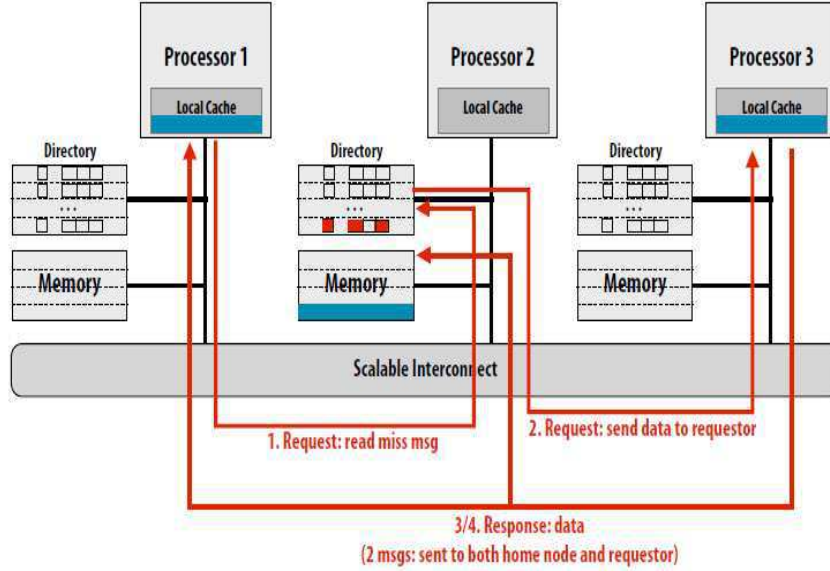 Processor 1
Local Cache
Processor 2
Local Cache
Processor 3
Local Cache
Directory
...
Memory
Directory
...
Memory
Directory
...
Memory
Scalable Interconnect
1. Request: read miss msg
2. Request: send data to requestor
3/4. Response: data
(2 msgs: sent to both home node and requestor)